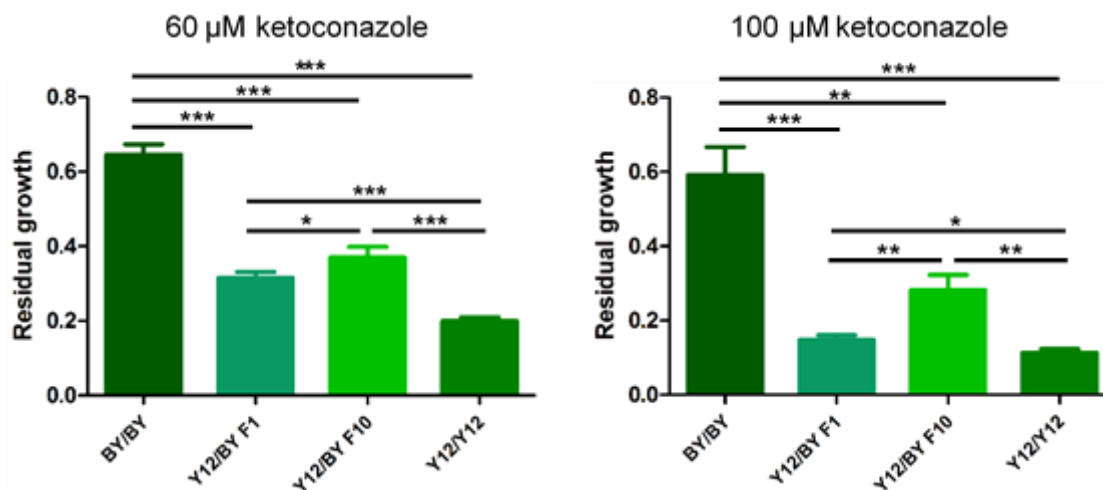 60 µM ketoconazole
***
***
***
***
*
***
0.8
0.6
0.4
0.2
0.0
Residual growth
BY/BY
Y12/BY F1
Y12/BY F10
Y12/Y12
100 µM ketoconazole
***
**
***
*
**
**
0.8
0.6
0.4
0.2
0.0
Residual growth
BY/BY
Y12/BY F1
Y12/BY F10
Y12/Y12